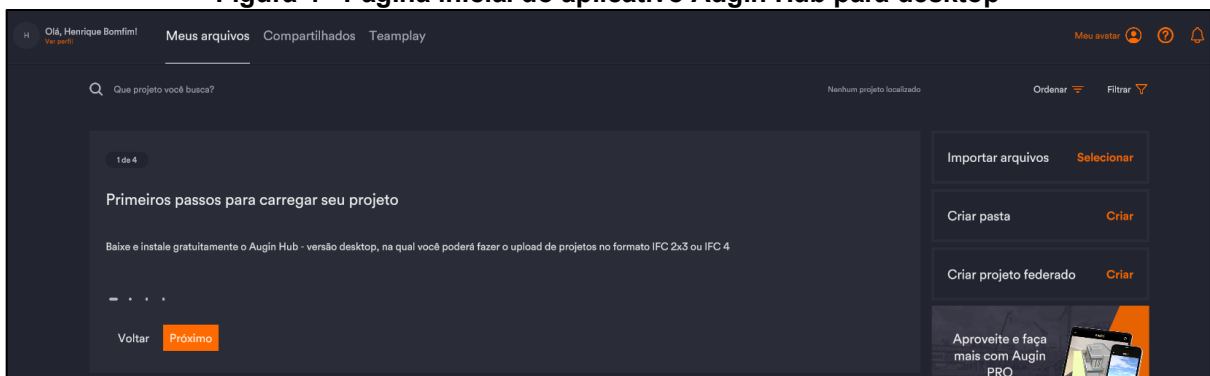 Figura 4 - Página inicial do aplicativo Augin Hub para desktop
H
Olá, Henrique Bomfim!
Ver perfil
Meus arquivos Compartilhados Teamplay
Meu avatar
?
Que projeto você busca?
Nenhum projeto localizado
Ordenar
Filtrar
1 de 4
Primeiros passos para carregar seu projeto
Baixe e instale gratuitamente o Augin Hub - versão desktop, na qual você poderá fazer o upload de projetos no formato IFC 2x3 ou IFC 4
Voltar Próximo
Importar arquivos Selecionar
Criar pasta Criar
Criar projeto federado Criar
Aproveite e faça
mais com Augin
PRO